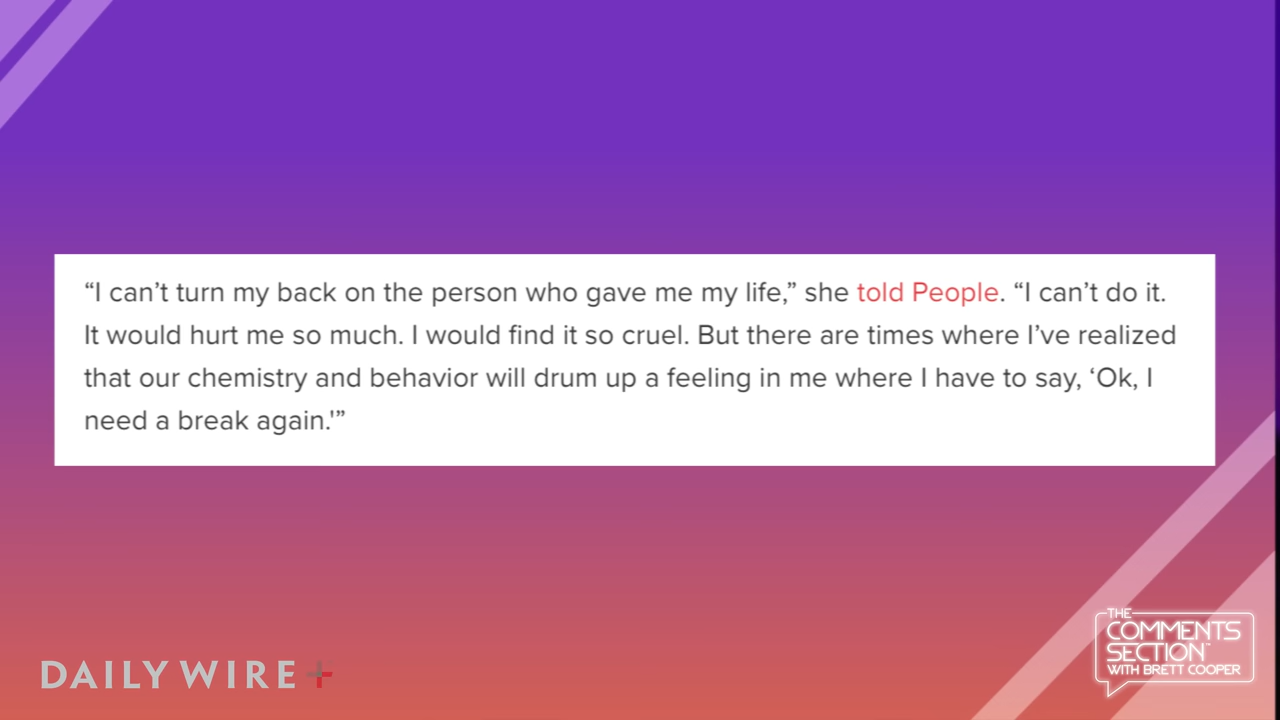 “I can’t turn my back on the person who gave me my life,” she told People. “I can’t do it.
It would hurt me so much. I would find it so cruel. But there are times where I’ve realized
that our chemistry and behavior will drum up a feeling in me where I have to say, ‘Ok, I
need a break again.'”
DAILY WIRE +
THE
COMMENTS
SECTION™
WITH BRETT COOPER